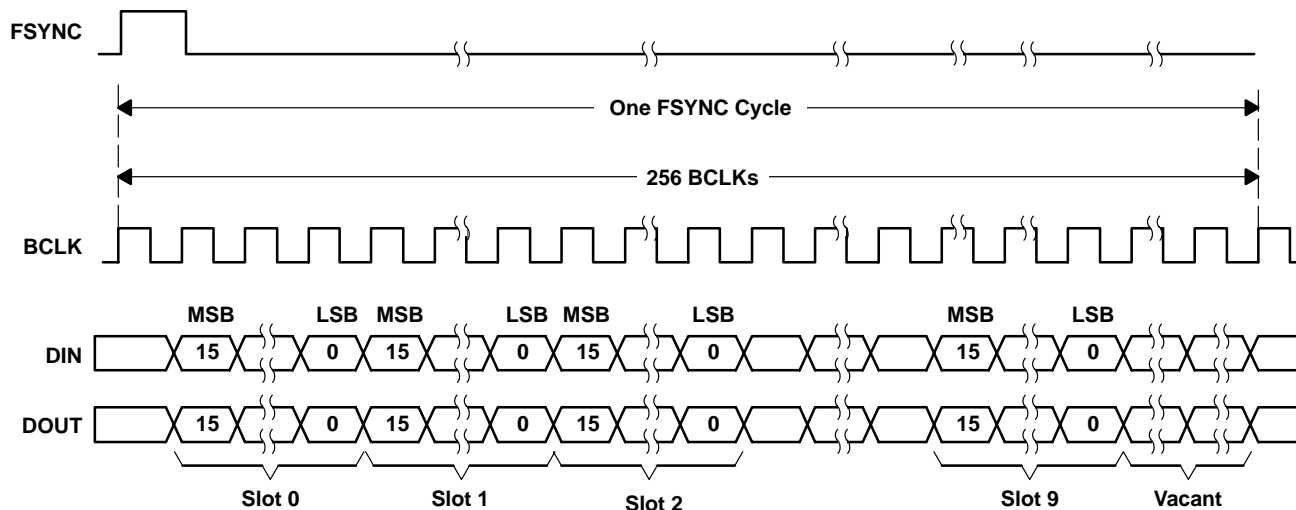 FSYNC
One FSYNC Cycle
256 BCLKs
BCLK
MSB LSB MSB LSB MSB LSB MSB LSB
DIN 15 0 15 0 15 0 15 0
DOUT 15 0 15 0 15 0 15 0
Slot 0 Slot 1 Slot 2 Slot 9 Vacant